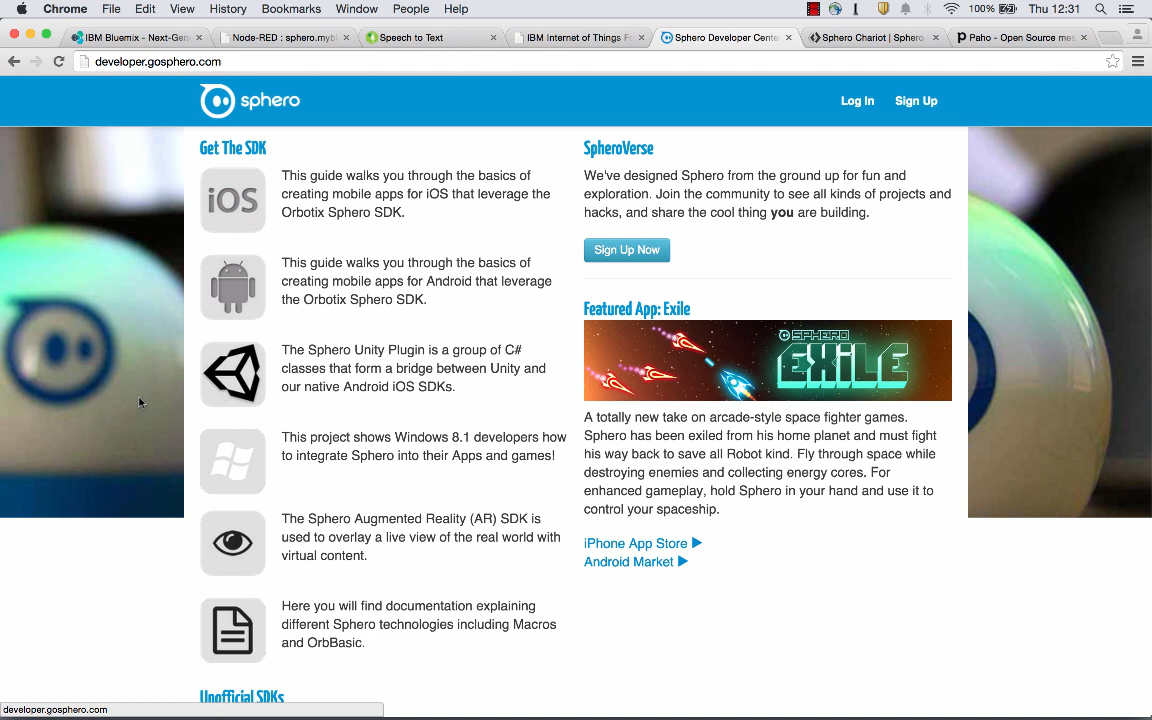 Chrome File Edit View History Bookmarks Window People Help 100% Thu 12:31
IBM Bluemix - Next-Gen
Node-RED : sphero.myb
Speech to Text
IBM Internet of Things Fo
Sphero Developer Cente
Sphero Chariot | Sphero
Paho - Open Source mes
developer.gosphero.com
sphero
Log In Sign Up
Get The SDK
iOS
This guide walks you through the basics of
creating mobile apps for iOS that leverage the
Orbotix Sphero SDK.
This guide walks you through the basics of
creating mobile apps for Android that leverage
the Orbotix Sphero SDK.
The Sphero Unity Plugin is a group of C#
classes that form a bridge between Unity and
our native Android iOS SDKs.
This project shows Windows 8.1 developers how
to integrate Sphero into their Apps and games!
The Sphero Augmented Reality (AR) SDK is
used to overlay a live view of the real world with
virtual content.
Here you will find documentation explaining
different Sphero technologies including Macros
and OrbBasic.
Unofficial SDKs
SpheroVerse
We've designed Sphero from the ground up for fun and
exploration. Join the community to see all kinds of projects and
hacks, and share the cool thing you are building.
Sign Up Now
Featured App: Exile
SPHERO
EXILE
A totally new take on arcade-style space fighter games.
Sphero has been exiled from his home planet and must fight
his way back to save all Robot kind. Fly through space while
destroying enemies and collecting energy cores. For
enhanced gameplay, hold Sphero in your hand and use it to
control your spaceship.
iPhone App Store
Android Market
developer.gosphero.com